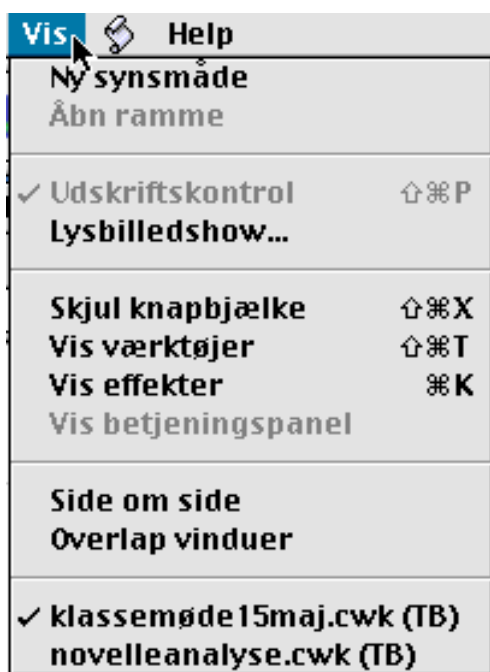 Vis Help
Ny synsmåde
Åbn ramme
✓ Udskriftskontrol ⇧⌘P
Lysbilledshow...
Skjul knapbjælke ⇧⌘X
Vis værktøjer ⇧⌘T
Vis effekter ⌘K
Vis betjeningspanel
Side om side
Overlap vinduer
✓ klassemøde15maj.cwk (TB)
novelleanalyse.cwk (TB)